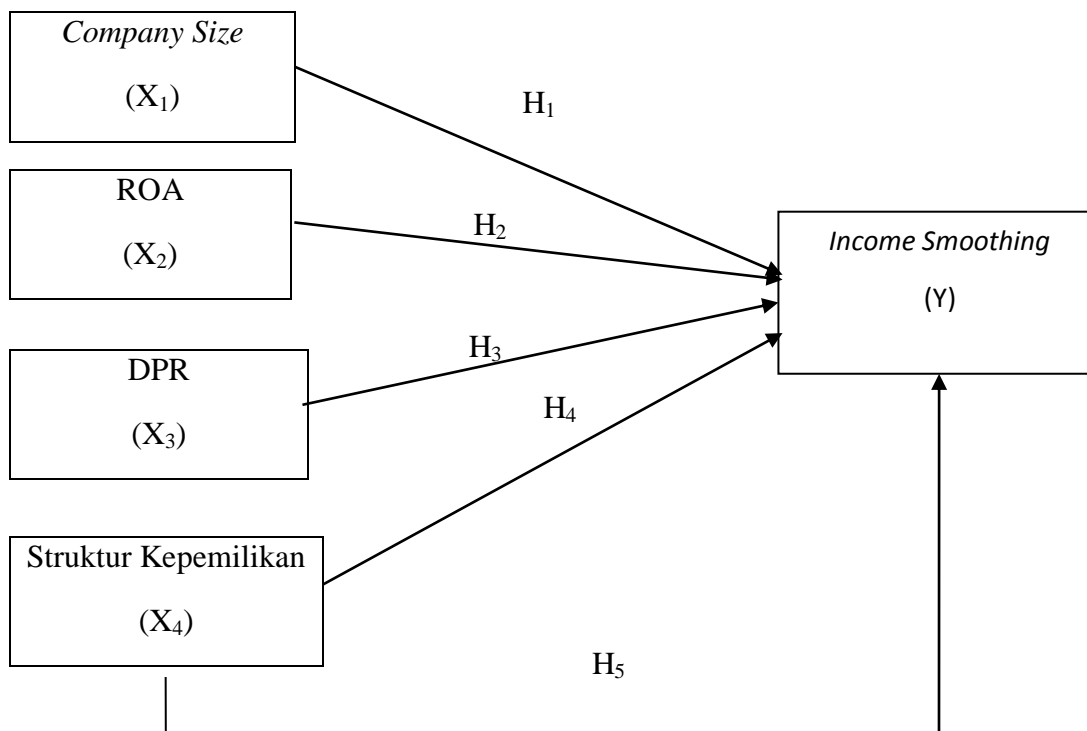 Company Size
(X₁)
H₁
ROA
(X₂)
H₂
Income Smoothing
(Y)
DPR
(X₃)
H₃
H₄
Struktur Kepemilikan
(X₄)
H₅